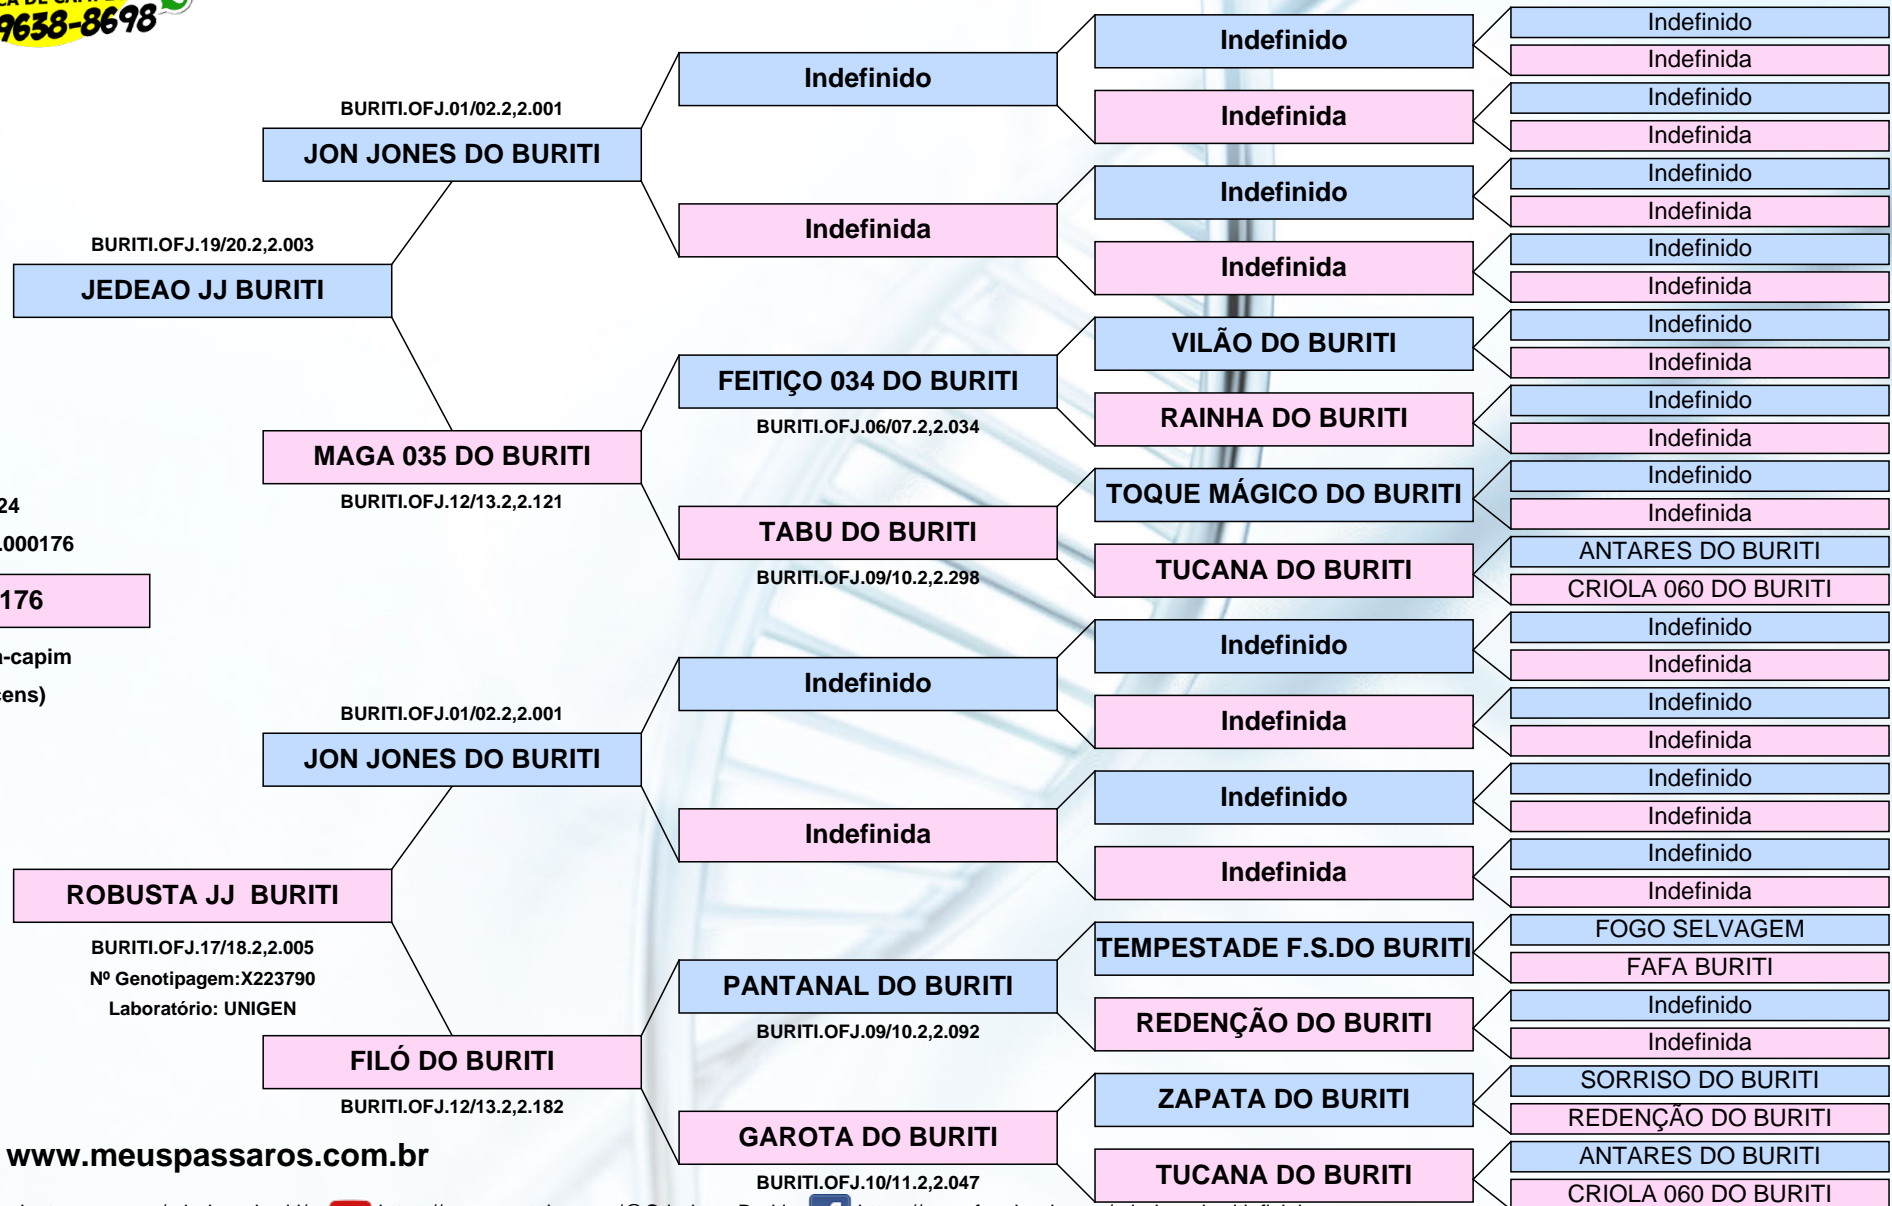 9638-8698
BURITI.OFJ.01/02.2,2.001
JON JONES DO BURITI
BURITI.OFJ.19/20.2,2.003
JEDEAO JJ BURITI
MAGA 035 DO BURITI
BURITI.OFJ.12/13.2,2.121
24
.000176
176
-capim
cens)
BURITI.OFJ.01/02.2,2.001
JON JONES DO BURITI
ROBUSTA JJ  BURITI
BURITI.OFJ.17/18.2,2.005
Nº Genotipagem:X223790
Laboratório: UNIGEN
FILÓ DO BURITI
BURITI.OFJ.12/13.2,2.182
www.meuspassaros.com.br
Indefinido
Indefinida
FEITIÇO 034 DO BURITI
BURITI.OFJ.06/07.2,2.034
TABU DO BURITI
BURITI.OFJ.09/10.2,2.298
Indefinido
Indefinida
PANTANAL DO BURITI
BURITI.OFJ.09/10.2,2.092
GAROTA DO BURITI
BURITI.OFJ.10/11.2,2.047
Indefinido
Indefinida
Indefinido
Indefinida
VILÃO DO BURITI
RAINHA DO BURITI
TOQUE MÁGICO DO BURITI
TUCANA DO BURITI
Indefinido
Indefinida
Indefinido
Indefinida
TEMPESTADE F.S.DO BURITI
REDENÇÃO DO BURITI
ZAPATA DO BURITI
TUCANA DO BURITI
Indefinido
Indefinida
Indefinido
Indefinida
Indefinido
Indefinida
Indefinido
Indefinida
Indefinido
Indefinida
Indefinido
Indefinida
Indefinido
Indefinida
ANTARES DO BURITI
CRIOLA 060 DO BURITI
Indefinido
Indefinida
Indefinido
Indefinida
Indefinido
Indefinida
Indefinido
Indefinida
FOGO SELVAGEM
FAFA BURITI
Indefinido
Indefinida
SORRISO DO BURITI
REDENÇÃO DO BURITI
ANTARES DO BURITI
CRIOLA 060 DO BURITI